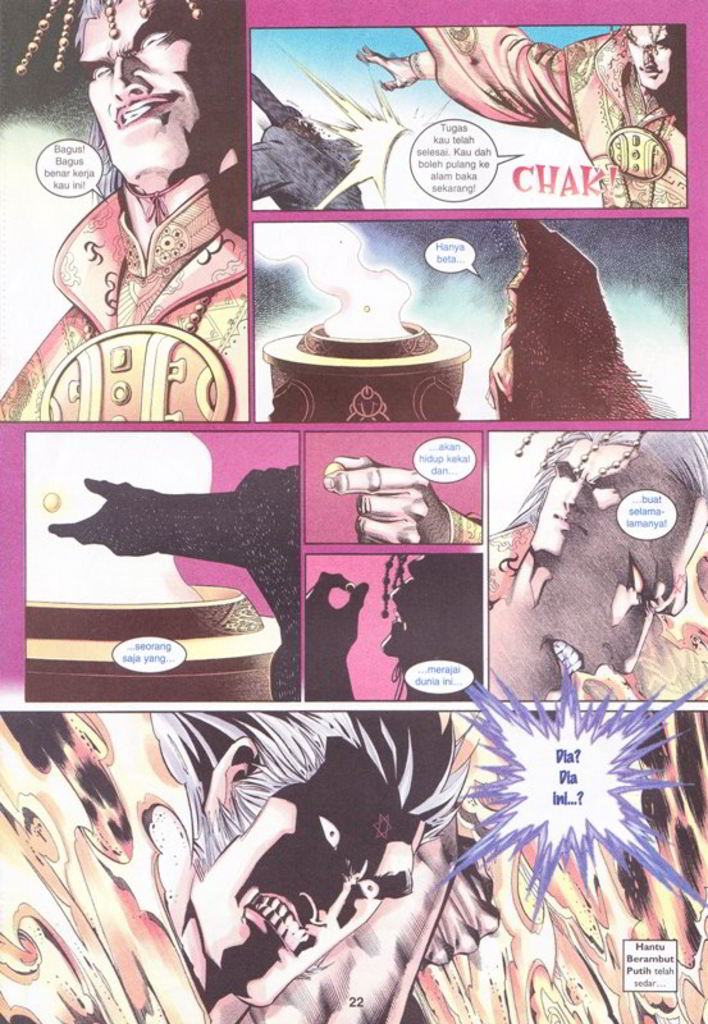 Bagus!
Bagus
benar kerja
kau ini!
Tugas
kau telah
selesai. Kau dah
boleh pulang ke
alam baka
sekarang!
CHAK!
Hanya
beta...
...seorang
saja yang...
...akan
hidup kekal
dan...
...merajai
dunia ini...
...buat
selama-
lamanya!
Dia?
Dia
ini...?
Hantu
Berambut
Putih telah
sedar...
22